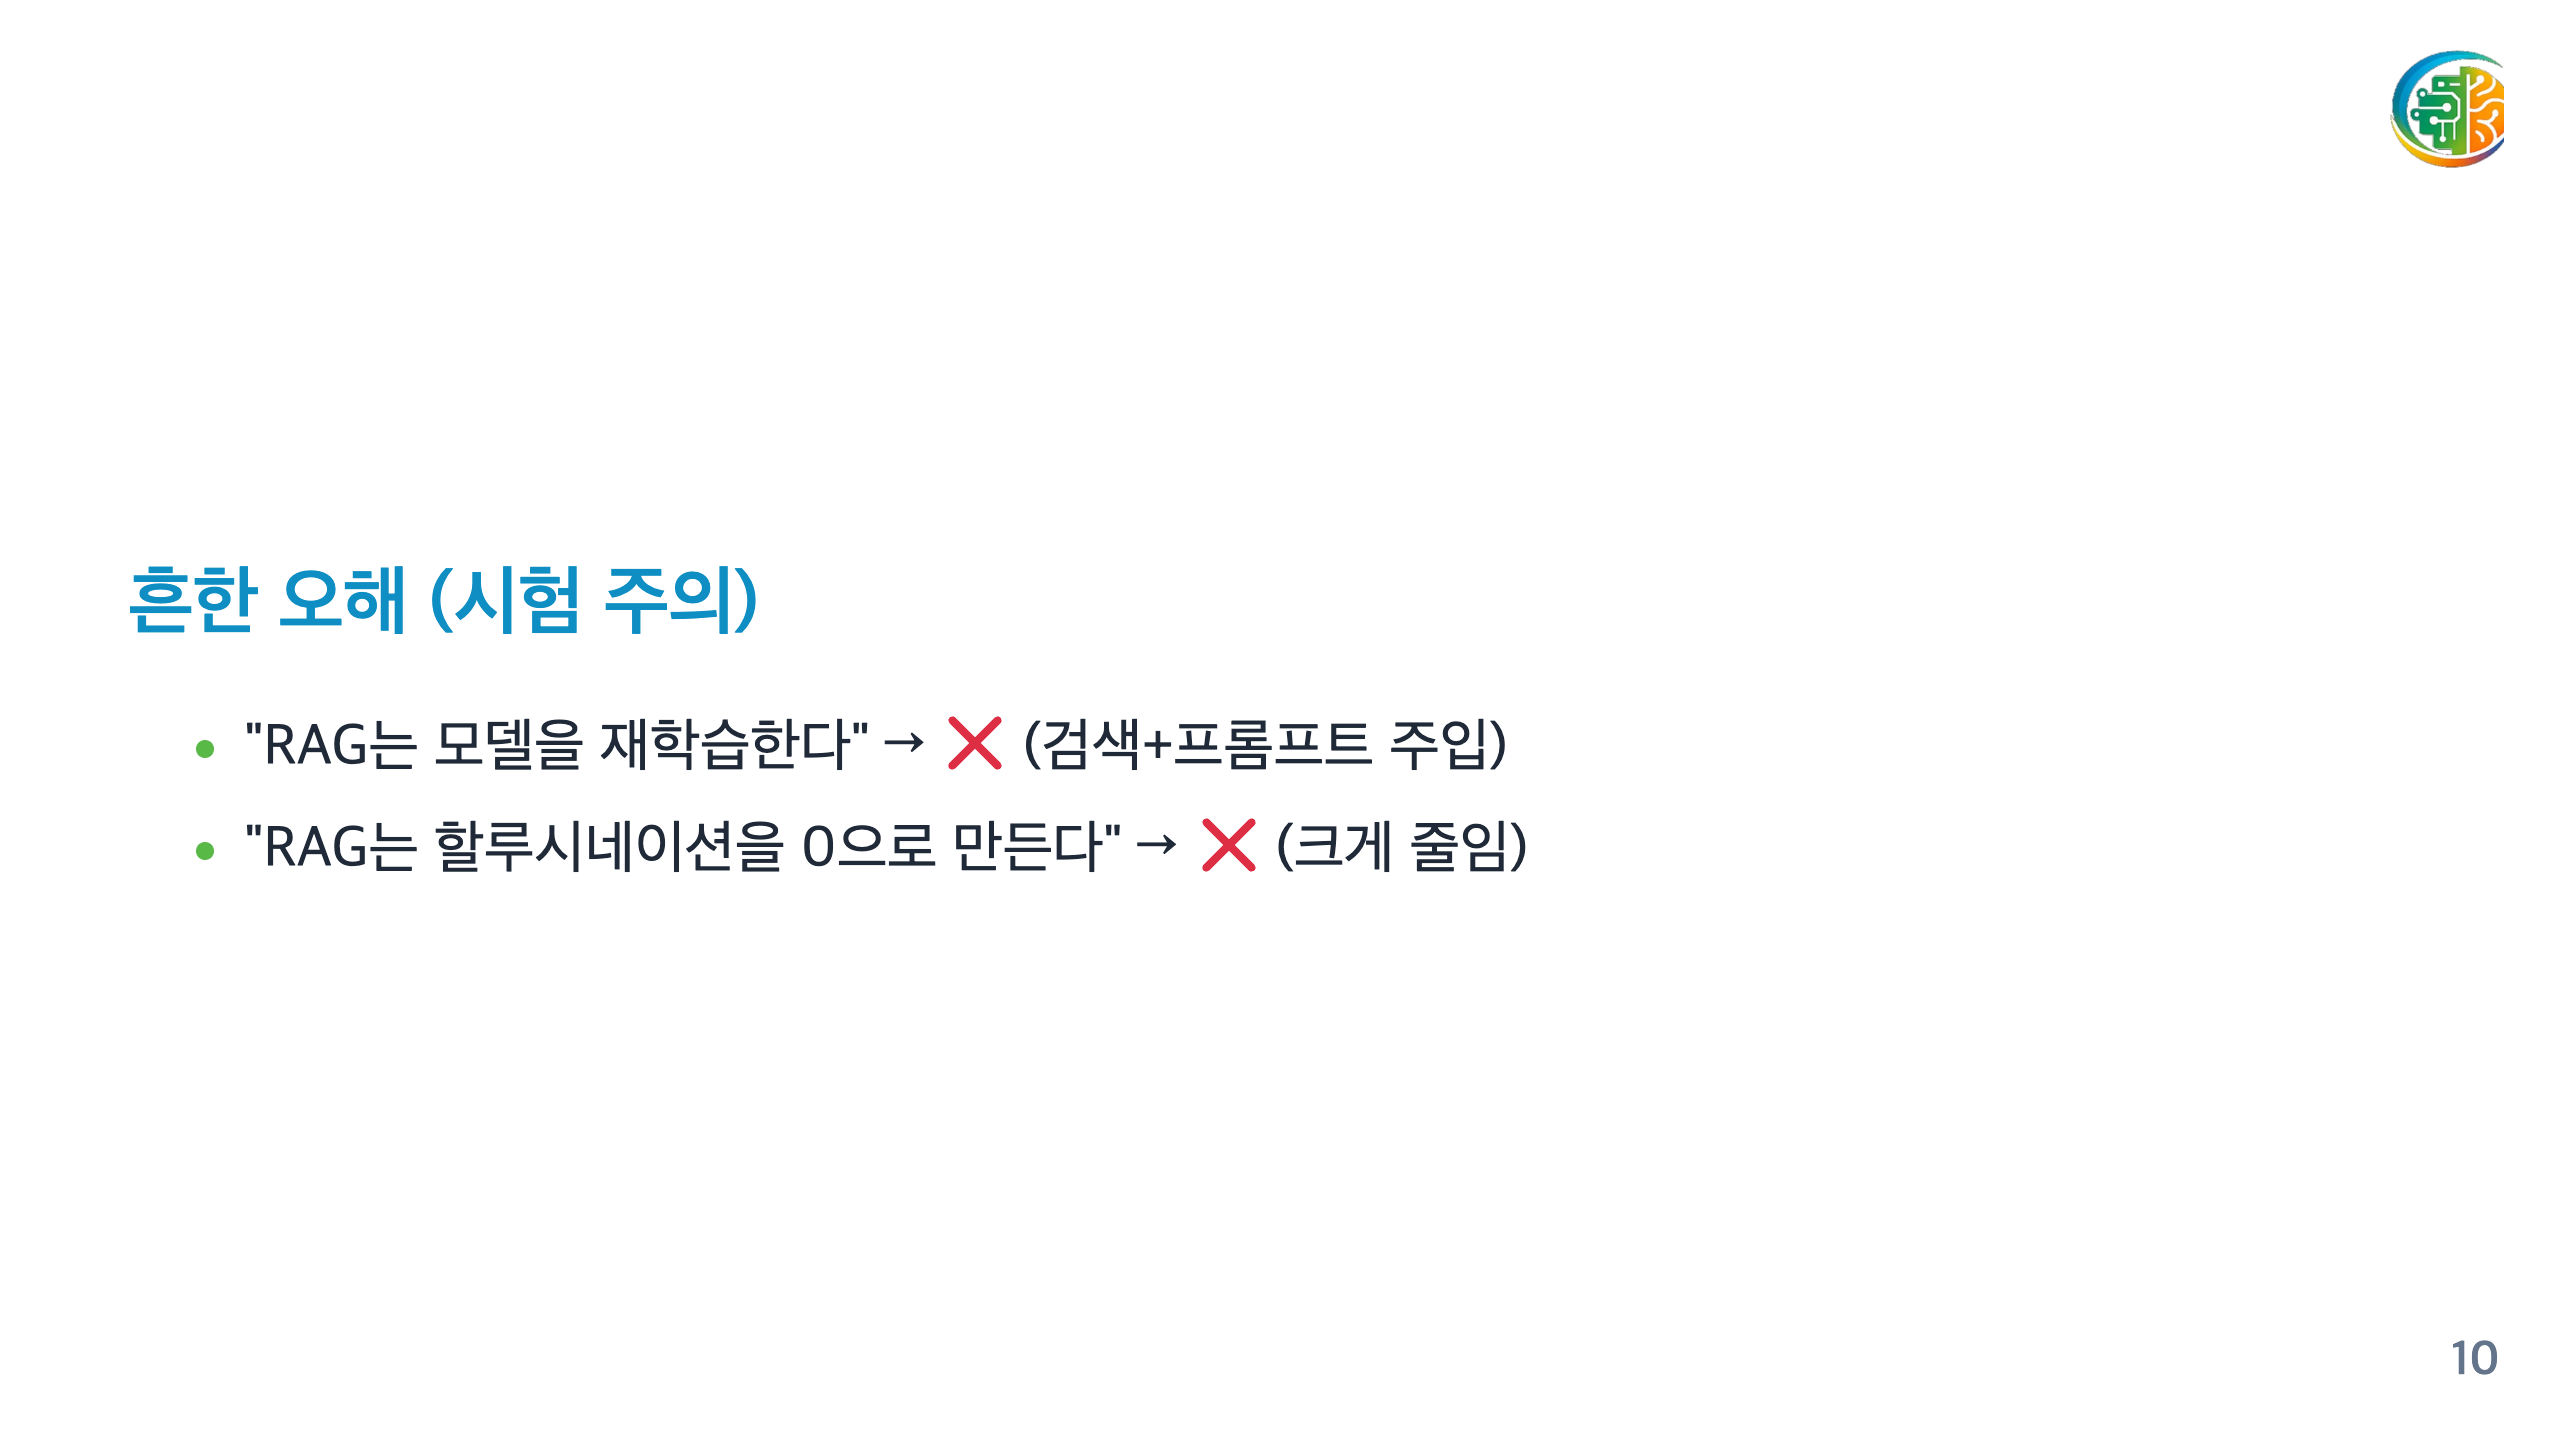 흔한 오해 (시험 주의)
• "RAG는 모델을 재학습한다" → ❌ (검색+프롬프트 주입)
• "RAG는 할루시네이션을 0으로 만든다" → ❌ (크게 줄임)
10